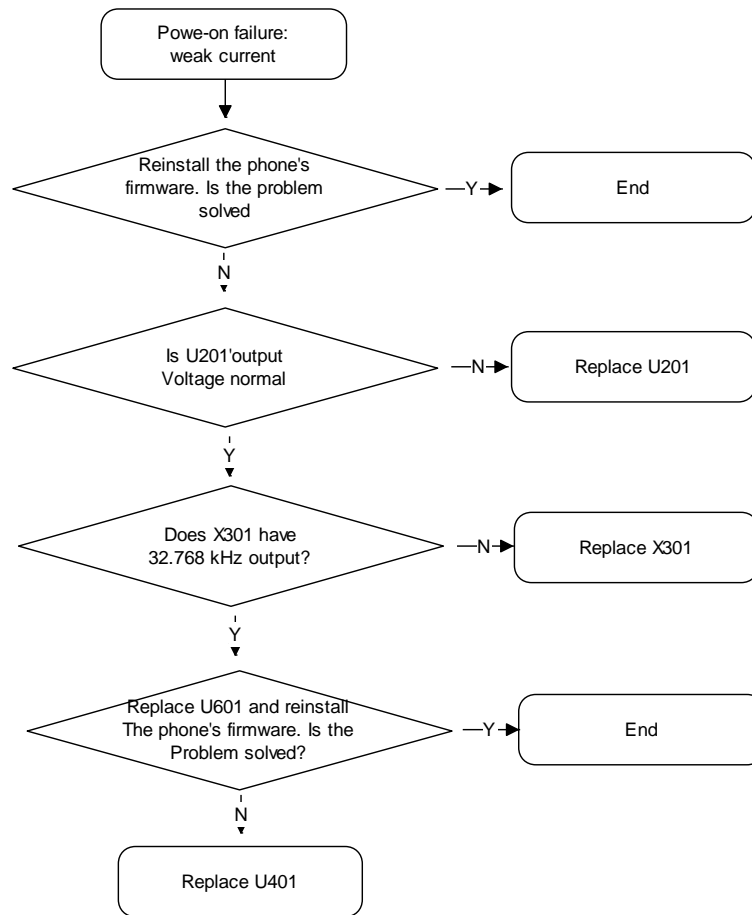 Powe-on failure:
weak current
Reinstall the phone's
firmware. Is the problem
solved
Y
End
N
Is U201'output
Voltage normal
N
Replace U201
Y
Does X301 have
32.768 kHz output?
N
Replace X301
Y
Replace U601 and reinstall
The phone's firmware. Is the
Problem solved?
Y
End
N
Replace U401